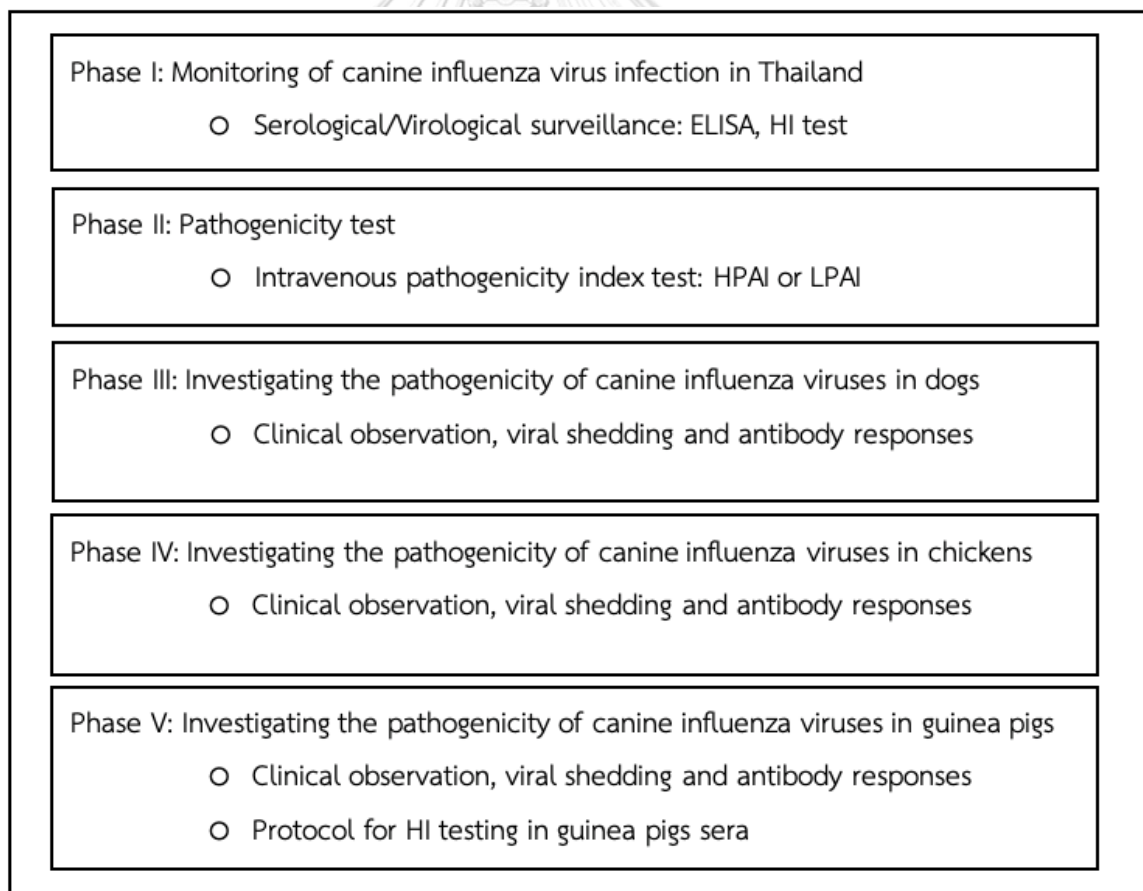 Phase I: Monitoring of canine influenza virus infection in Thailand
○ Serological/Virological surveillance: ELISA, HI test
Phase II: Pathogenicity test
○ Intravenous pathogenicity index test: HPAI or LPAI
Phase III: Investigating the pathogenicity of canine influenza viruses in dogs
○ Clinical observation, viral shedding and antibody responses
Phase IV: Investigating the pathogenicity of canine influenza viruses in chickens
○ Clinical observation, viral shedding and antibody responses
Phase V: Investigating the pathogenicity of canine influenza viruses in guinea pigs
○ Clinical observation, viral shedding and antibody responses
○ Protocol for HI testing in guinea pigs sera